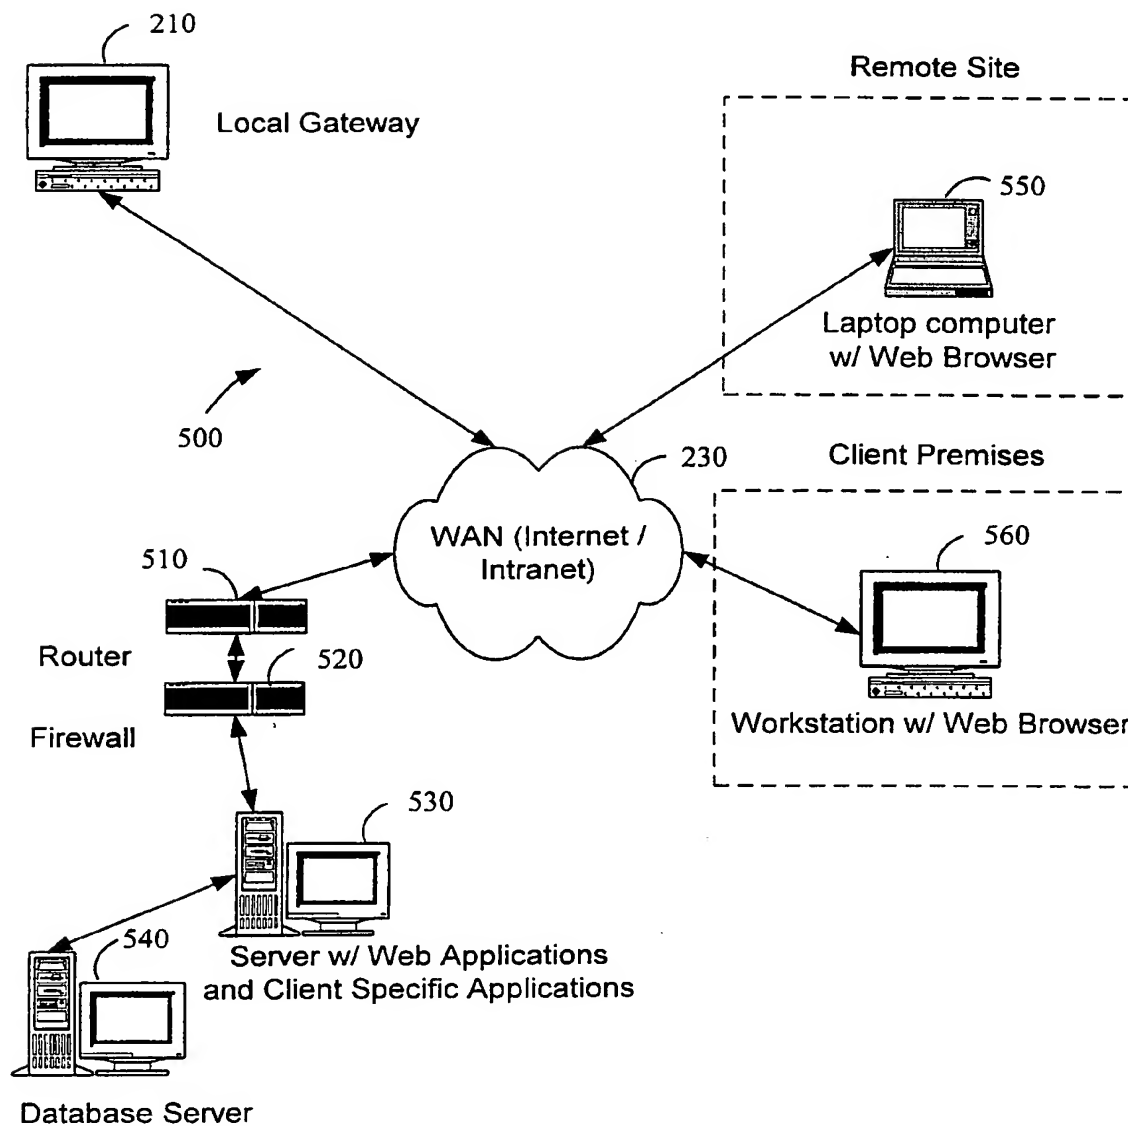 210
Local Gateway
Remote Site
550
Laptop computer
w/ Web Browser
500
230
Client Premises
WAN (Internet /
Intranet)
510
560
Router
520
Firewall
Workstation w/ Web Browser
530
540
Server w/ Web Applications
and Client Specific Applications
Database Server